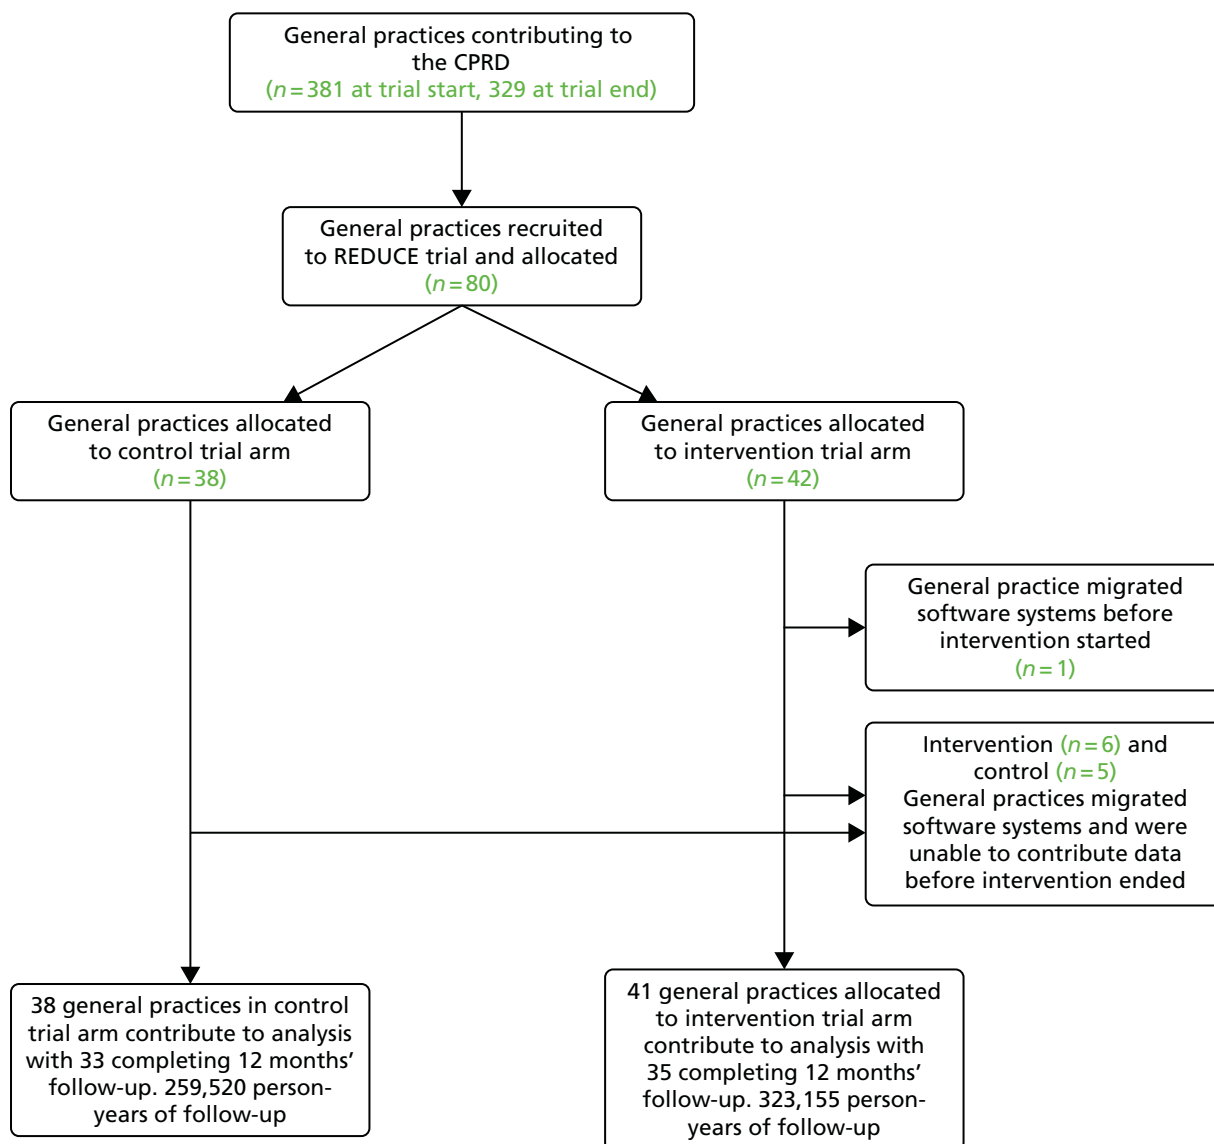 General practices contributing to
the CPRD
(n=381 at trial start, 329 at trial end)
General practices recruited
to REDUCE trial and allocated
(n=80)
General practices allocated
to control trial arm
(n=38)
General practices allocated
to intervention trial arm
(n=42)
General practice migrated
software systems before
intervention started
(n=1)
Intervention (n=6) and
control (n=5)
General practices migrated
software systems and were
unable to contribute data
before intervention ended
38 general practices in control
trial arm contribute to analysis
with 33 completing 12 months’
follow-up. 259,520 person-
years of follow-up
41 general practices allocated
to intervention trial arm
contribute to analysis with
35 completing 12 months’
follow-up. 323,155 person-
years of follow-up